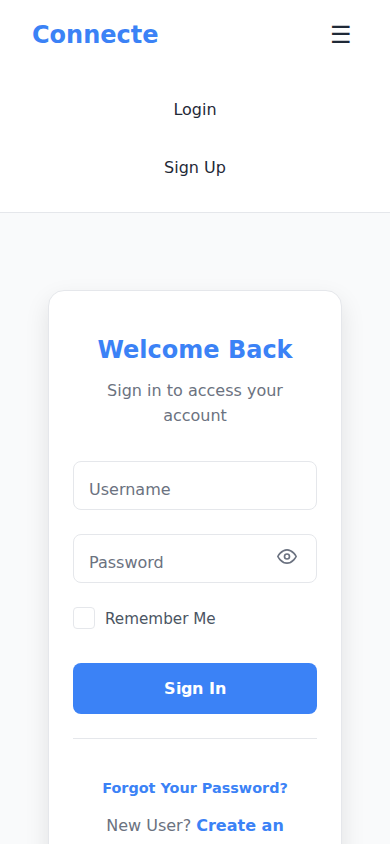 Connecte
☰
Login
Sign Up
Welcome Back
Sign in to access your
account
Username
Password
Remember Me
Sign In
Forgot Your Password?
New User? Create an